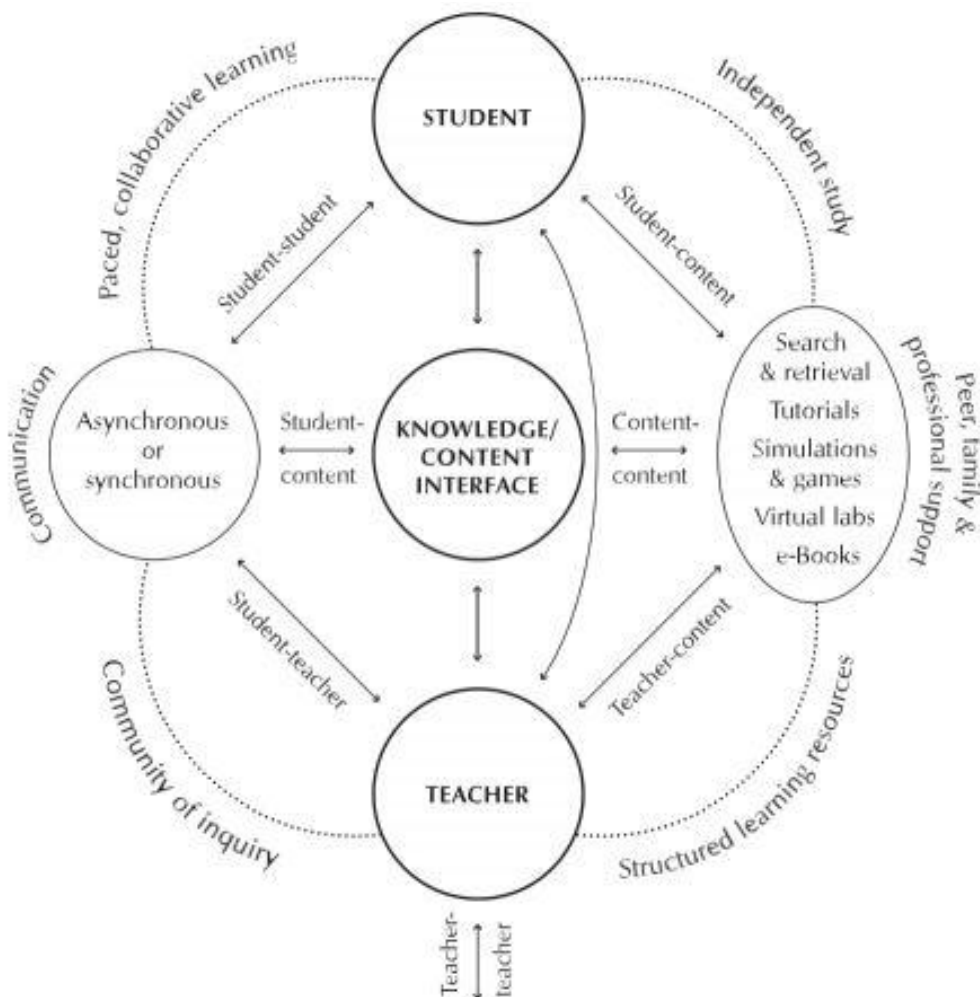 Paced, collaborative learning
STUDENT
Independent study
Student-student
Student-content
Communication
Asynchronous
or
synchronous
Student-
content
KNOWLEDGE/
CONTENT
INTERFACE
Content-
content
Search
& retrieval
Tutorials
Simulations
& games
Virtual labs
e-Books
Peer, family &
professional support
Student-teacher
Teacher-content
Community of inquiry
TEACHER
Structured learning resources
Teacher-
teacher